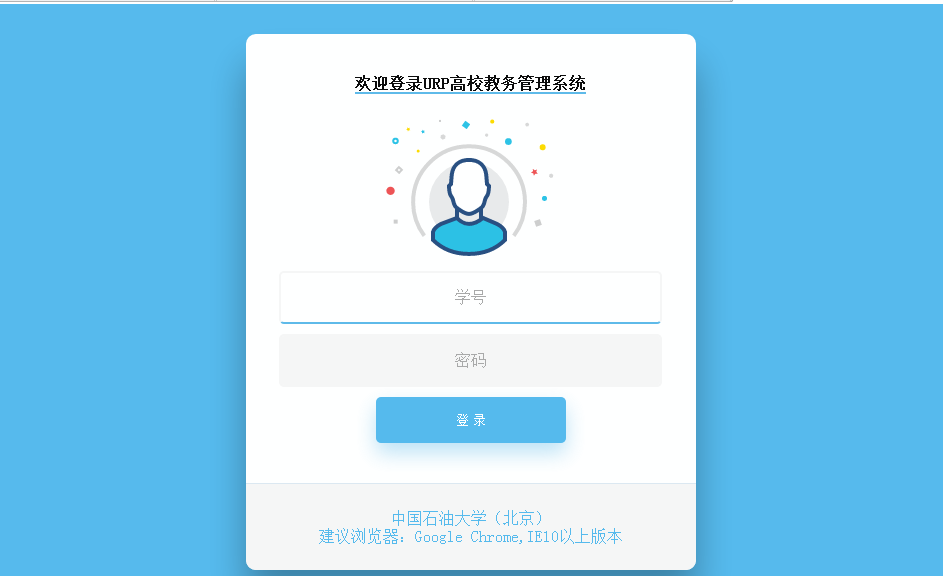 欢迎登录URP高校教务管理系统
学号
密码
登 录
中国石油大学（北京）
建议浏览器：Google Chrome,IE10以上版本